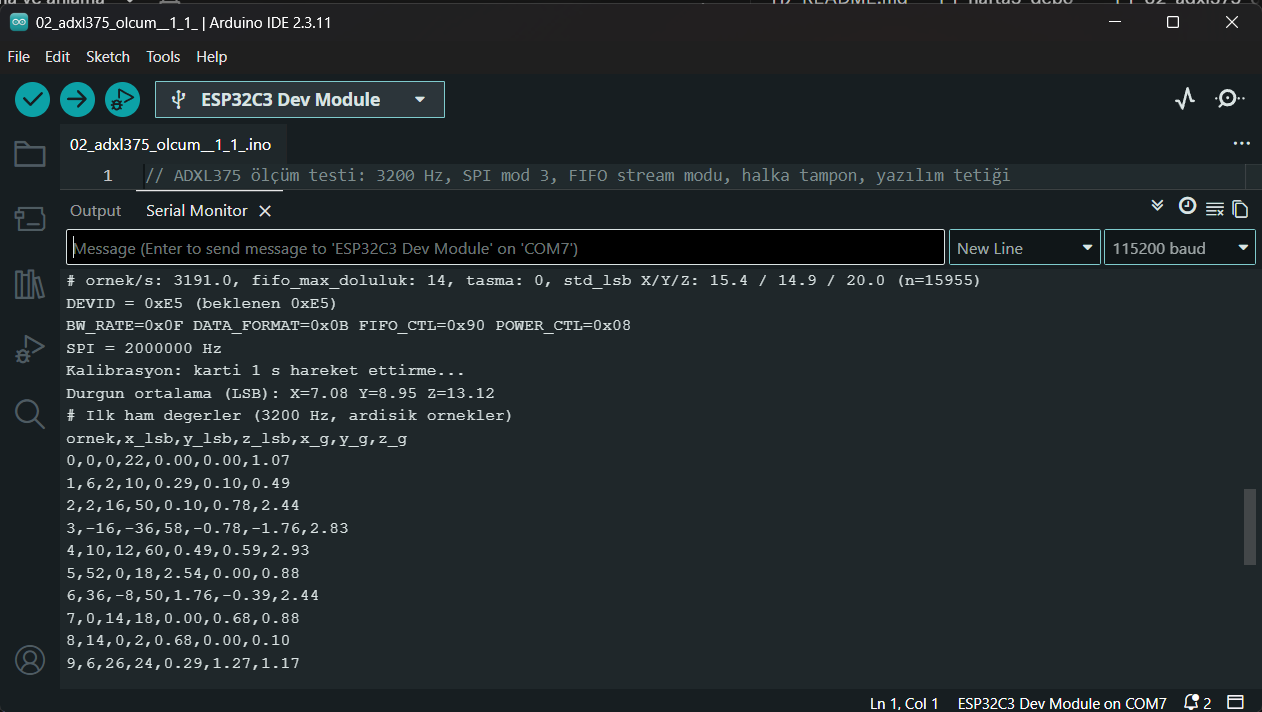 02_adxl375_olcum__1_1_ | Arduino IDE 2.3.11
File Edit Sketch Tools Help
ESP32C3 Dev Module
02_adxl375_olcum__1_1_.ino
1 // ADXL375 ölçüm testi: 3200 Hz, SPI mod 3, FIFO stream modu, halka tampon, yazılım tetiği
Output Serial Monitor
Message (Enter to send message to 'ESP32C3 Dev Module' on 'COM7') New Line 115200 baud
# ornek/s: 3191.0, fifo_max_doluluk: 14, tasma: 0, std_lsb X/Y/Z: 15.4 / 14.9 / 20.0 (n=15955)
DEVID = 0xE5 (beklenen 0xE5)
BW_RATE=0x0F DATA_FORMAT=0x0B FIFO_CTL=0x90 POWER_CTL=0x08
SPI = 2000000 Hz
Kalibrasyon: karti 1 s hareket ettirme...
Durgun ortalama (LSB): X=7.08 Y=8.95 Z=13.12
# Ilk ham degerler (3200 Hz, ardisik ornekler)
ornek,x_lsb,y_lsb,z_lsb,x_g,y_g,z_g
0,0,0,22,0.00,0.00,1.07
1,6,2,10,0.29,0.10,0.49
2,2,16,50,0.10,0.78,2.44
3,-16,-36,58,-0.78,-1.76,2.83
4,10,12,60,0.49,0.59,2.93
5,52,0,18,2.54,0.00,0.88
6,36,-8,50,1.76,-0.39,2.44
7,0,14,18,0.00,0.68,0.88
8,14,0,2,0.68,0.00,0.10
9,6,26,24,0.29,1.27,1.17
Ln 1, Col 1 ESP32C3 Dev Module on COM7 2